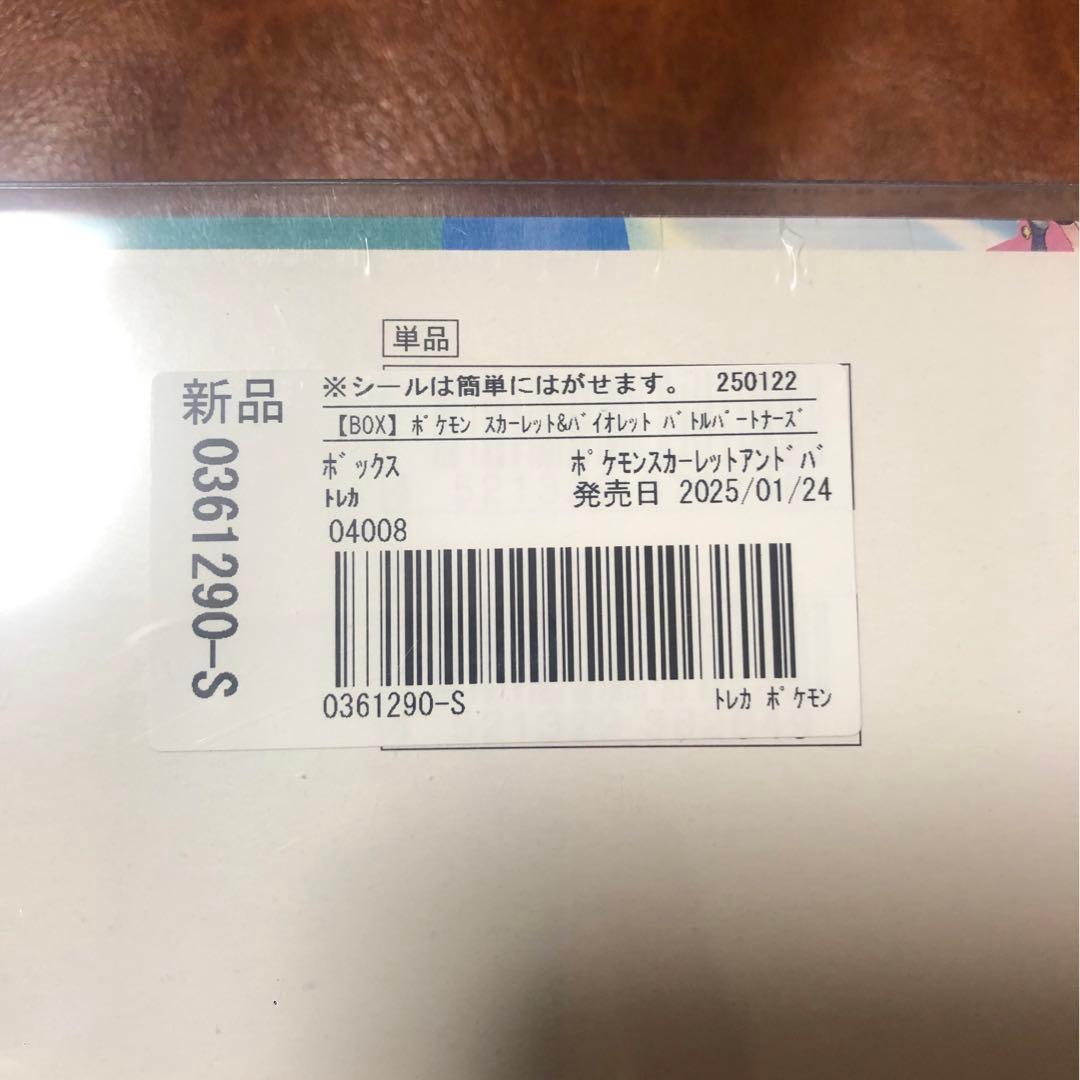 単品
※シールは簡単にはがせます。 250122
新品
【BOX】ﾎﾟｹﾓﾝ ｽｶｰﾚｯﾄ&ﾊﾞｲｵﾚｯﾄ ﾊﾞﾄﾙﾊﾟｰﾄﾅｰｽﾞ
ﾎﾞｯｸｽ ﾎﾟｹﾓﾝｽｶｰﾚｯﾄｱﾝﾄﾞﾊﾞ
ﾄﾚｶ 発売日 2025/01/24
04008
0361290-S
0361290-S ﾄﾚｶ ﾎﾟｹﾓﾝ